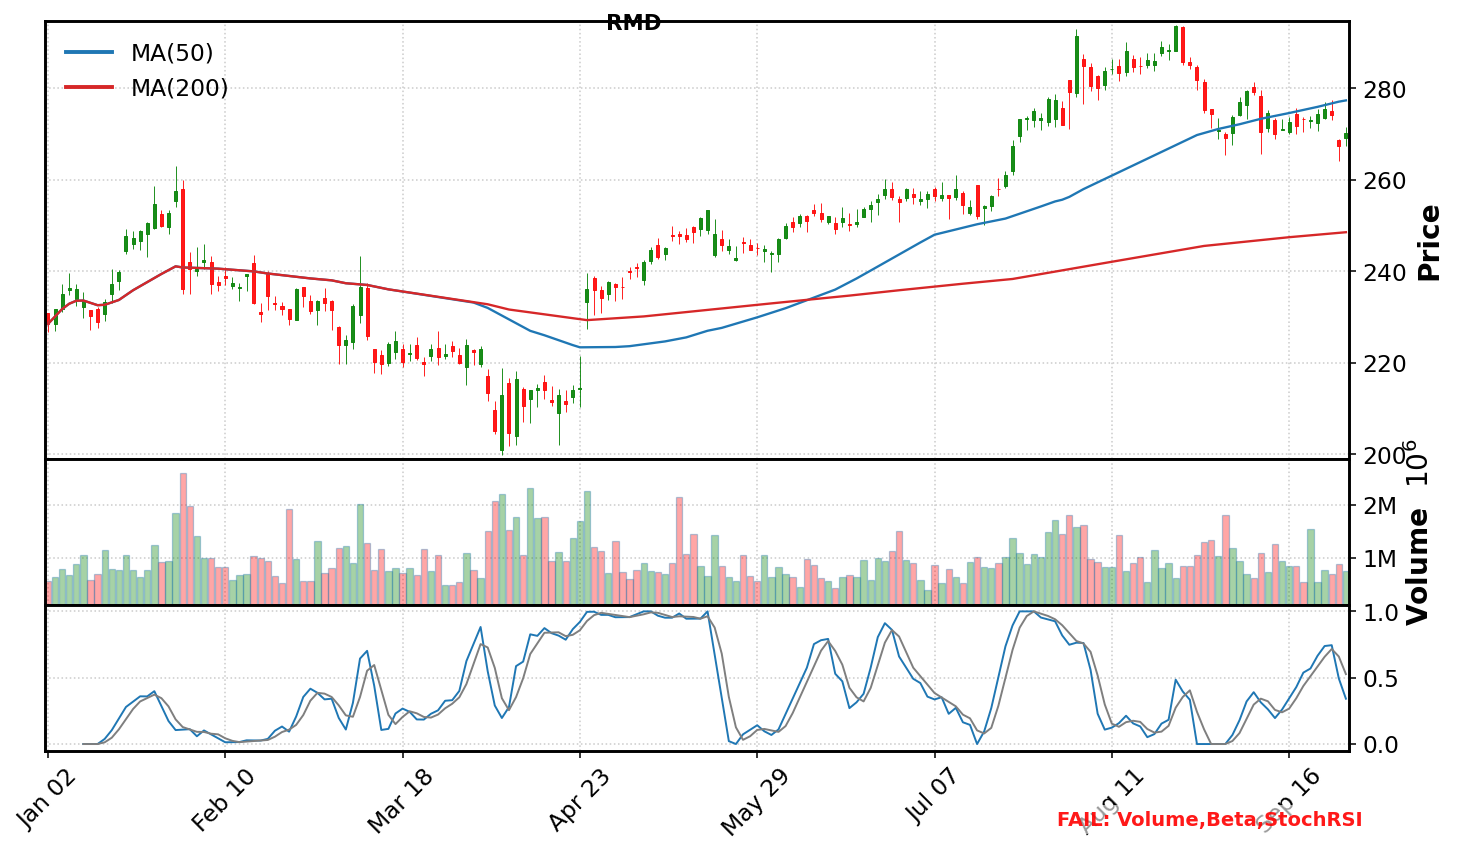 RMD
MA(50)
MA(200)
280
260
240
220
200
Price
10⁶
2M
1M
Volume
1.0
0.5
0.0
Jan 02
Feb 10
Mar 18
Apr 23
May 29
Jul 07
Aug 11
Sep 16
FAIL: Volume,Beta,StochRSI